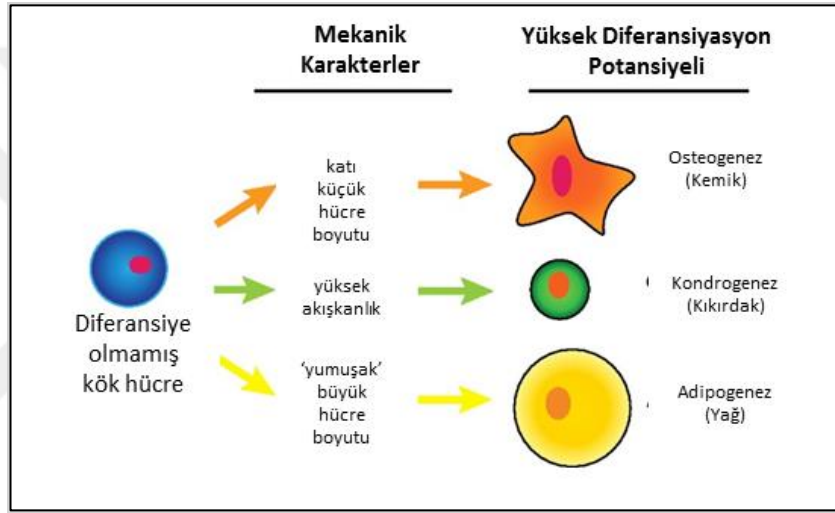 Mekanik
Karakterler
Yüksek Diferansiyasyon
Potansiyeli
katı
küçük
hücre
boyutu
Osteogenez
(Kemik)
Diferansiye
olmamış
kök hücre
yüksek
akışkanlık
Kondrogenez
(Kıkırdak)
‘yumuşak’
büyük
hücre
boyutu
Adipogenez
(Yağ)